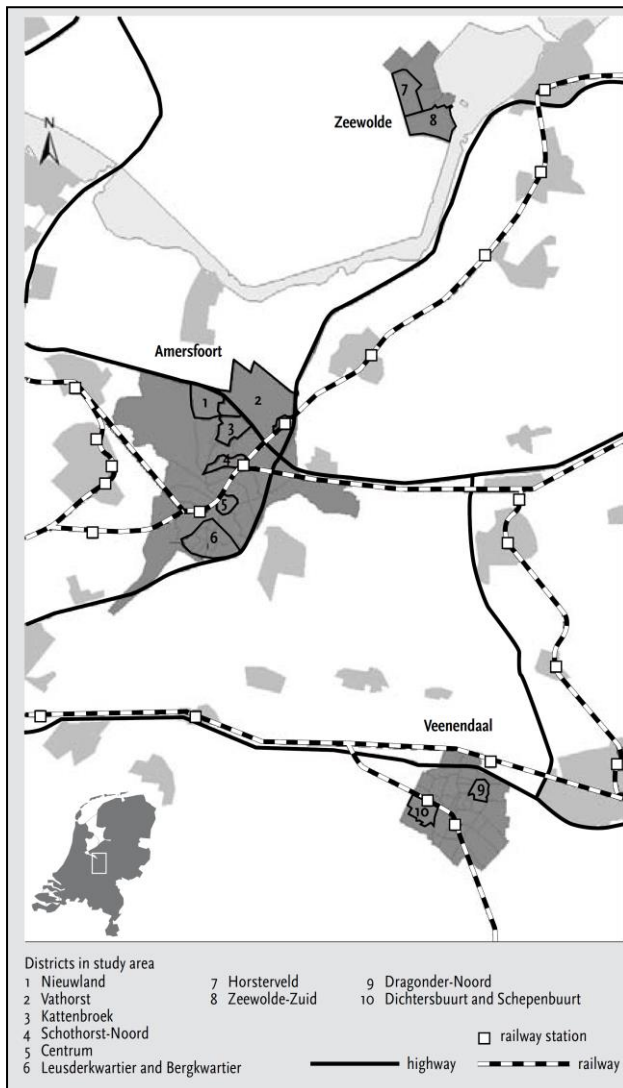 N
7
8
Zeewolde
Amersfoort
1
2
3
4
5
6
Veenendaal
9
10
Districts in study area
1 Nieuwland
2 Vathorst
3 Kattenbroek
4 Schothorst-Noord
5 Centrum
6 Leusderkwartier and Bergkwartier
7 Horsterveld
8 Zeewolde-Zuid
9 Dragonder-Noord
10 Dichtersbuurt and Schepenbuurt
railway station
highway
railway